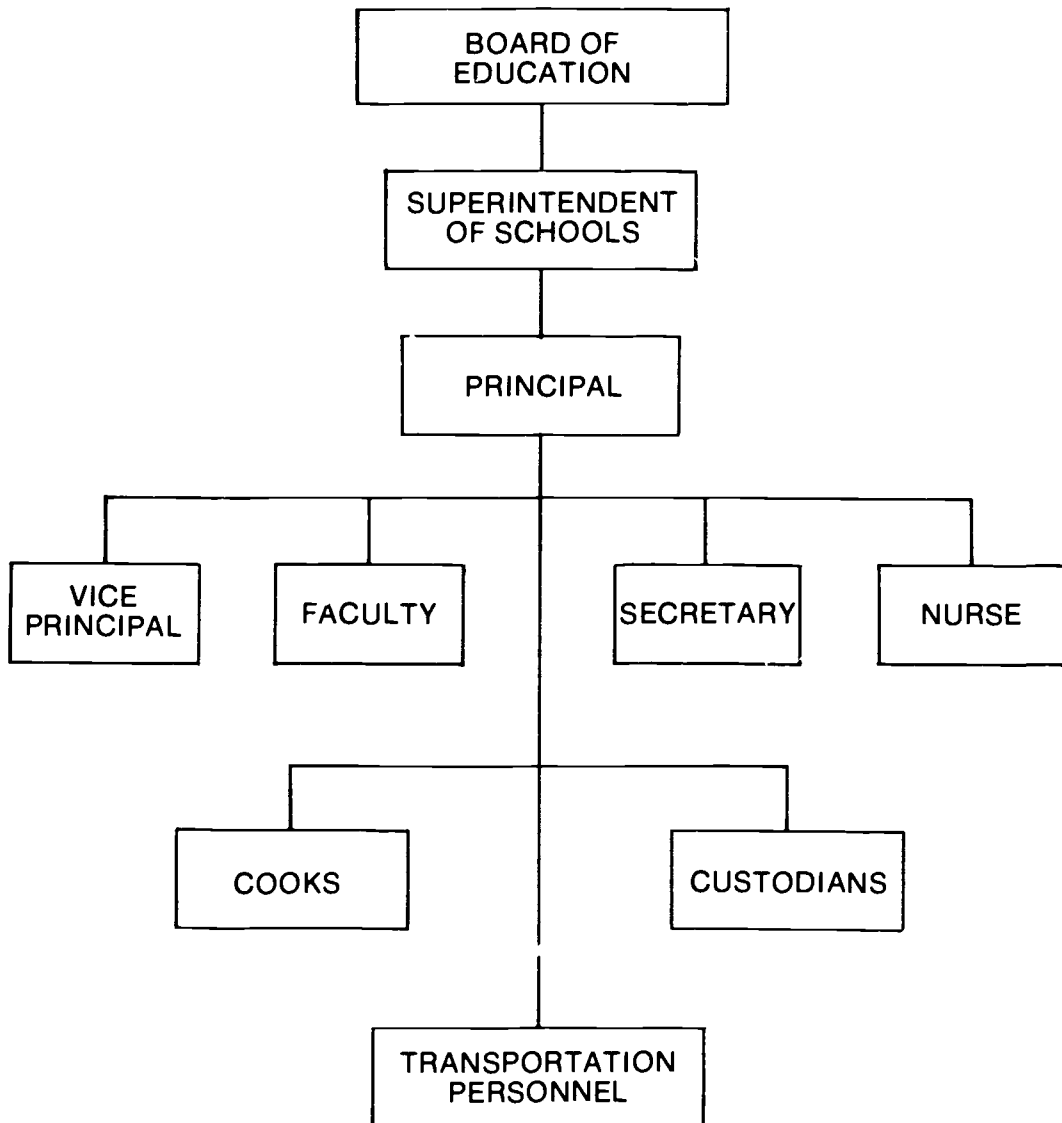 BOARD OF
EDUCATION
SUPERINTENDENT
OF SCHOOLS
PRINCIPAL
VICE
PRINCIPAL
FACULTY
SECRETARY
NURSE
COOKS
CUSTODIANS
TRANSPORTATION
PERSONNEL